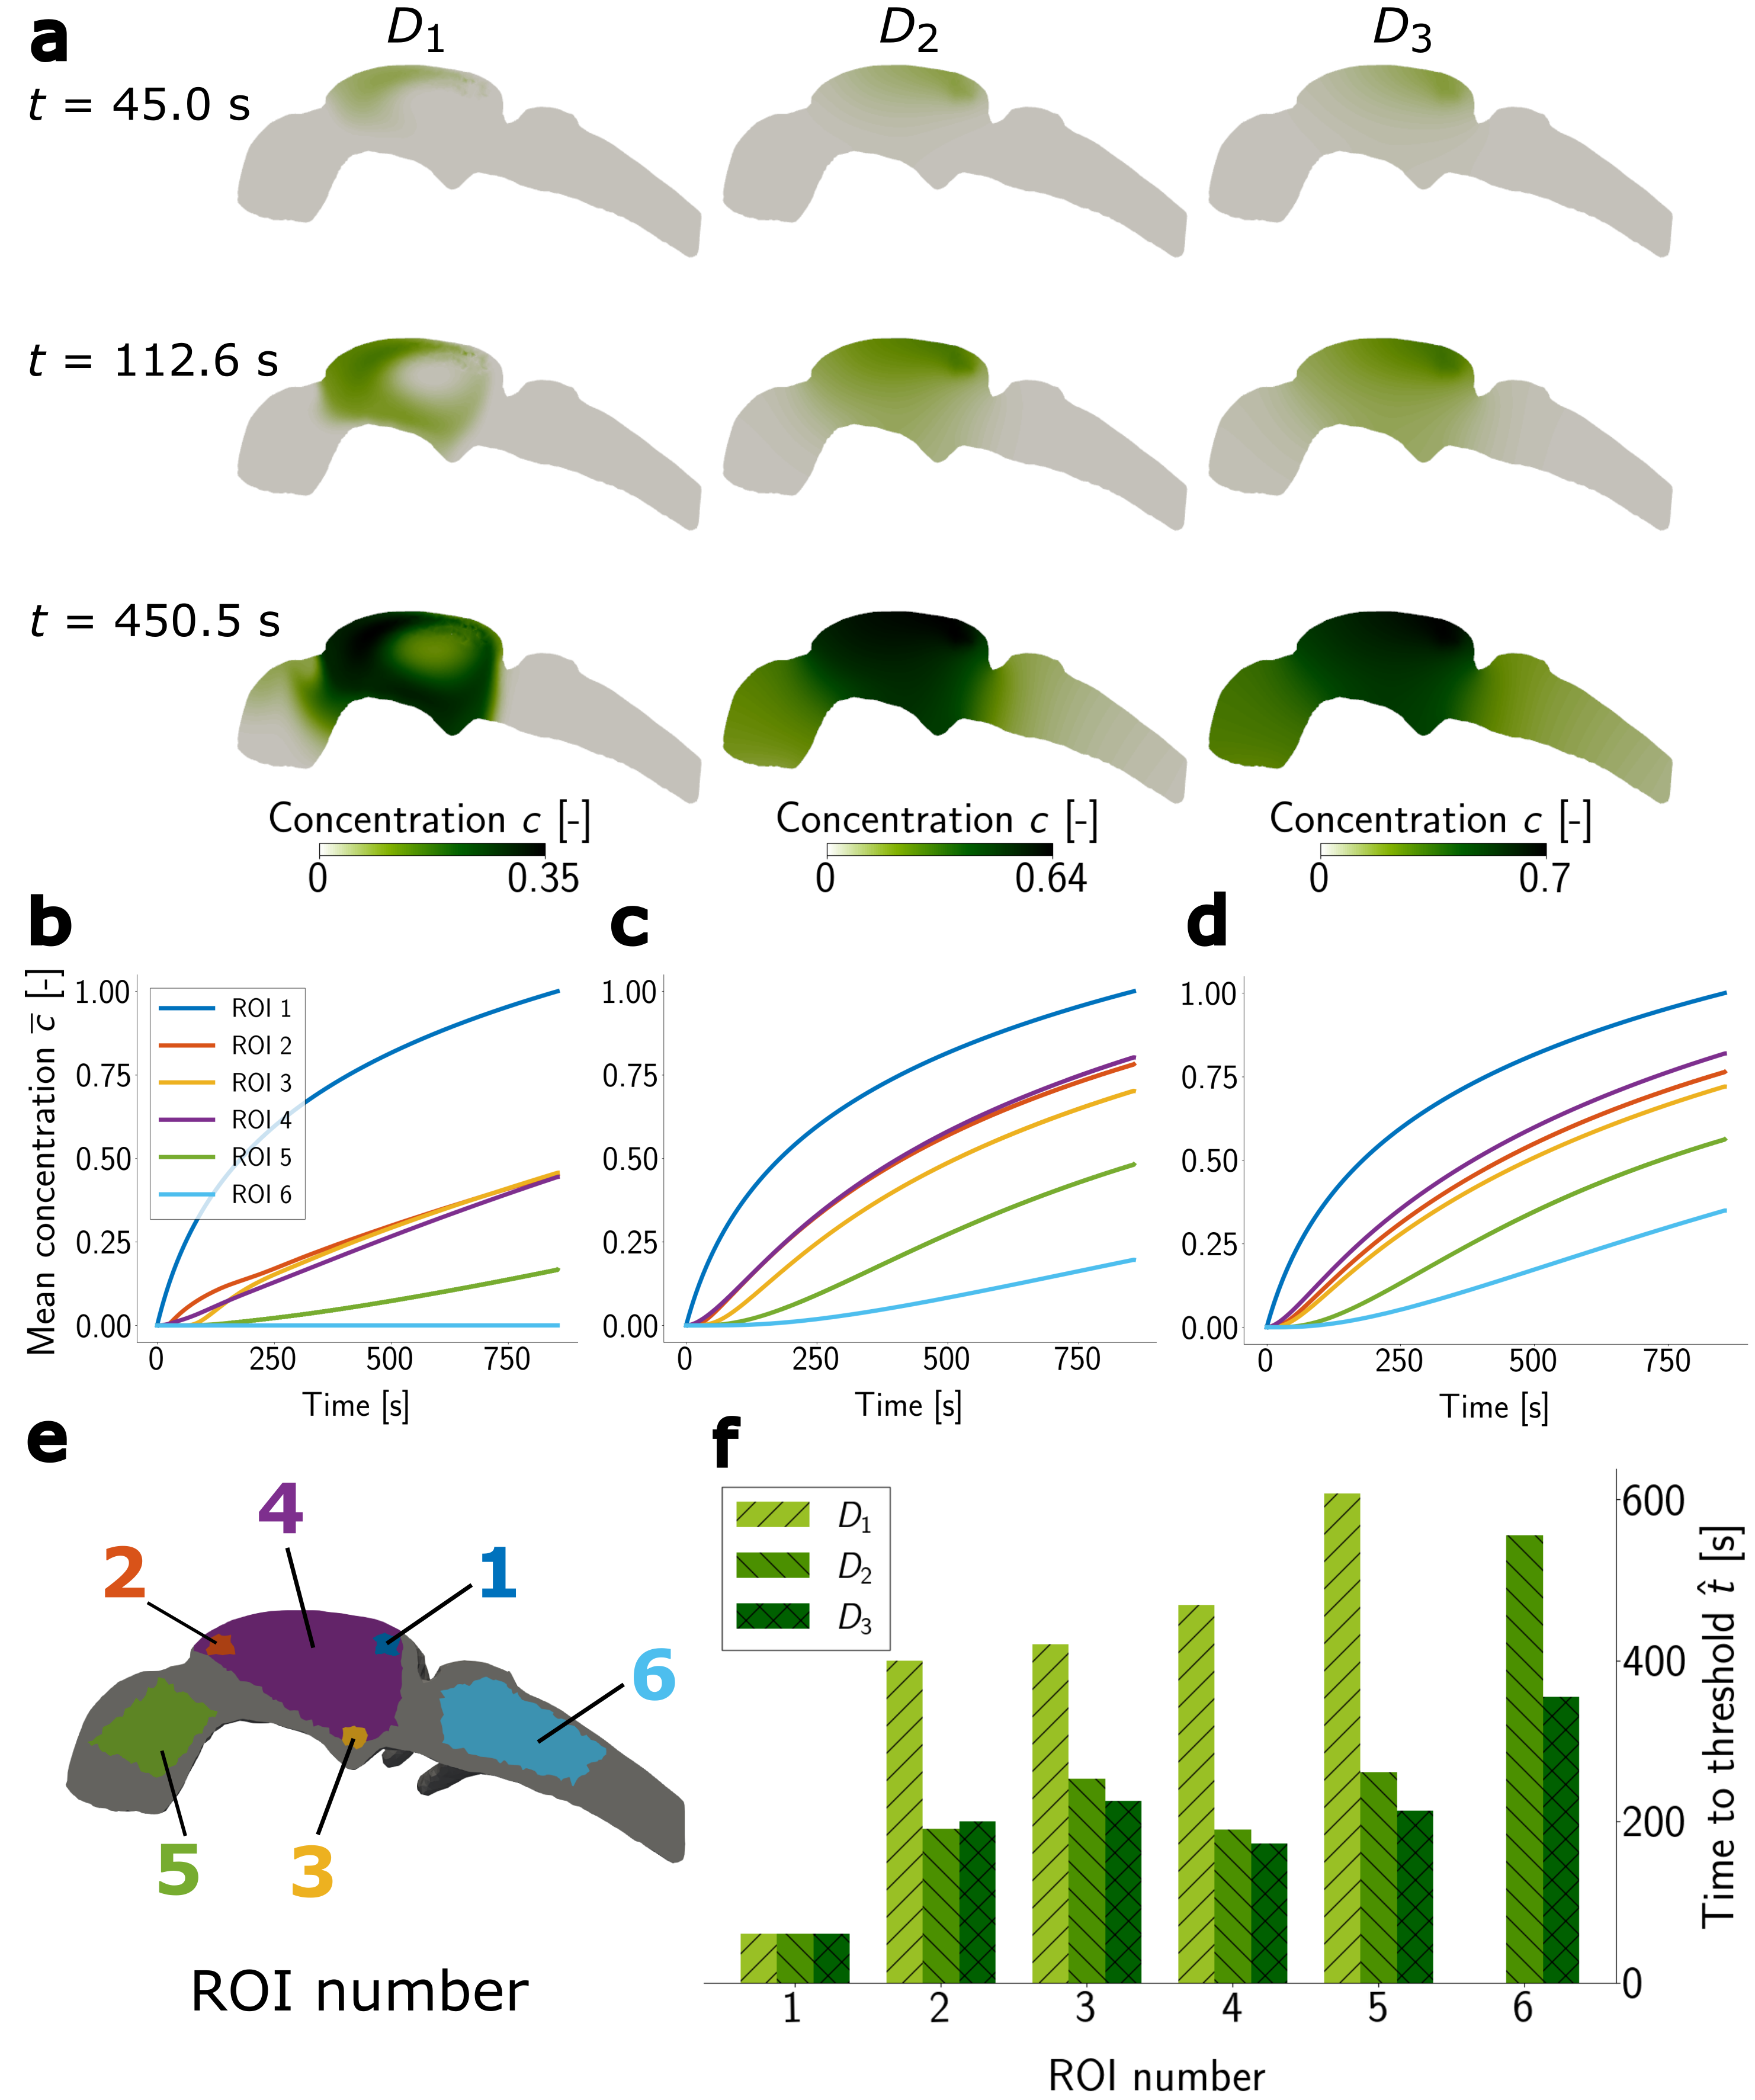 a
D1
D2
D3
t = 45.0 s
t = 112.6 s
t = 450.5 s
Concentration c [-]
0 0.35
Concentration c [-]
0 0.64
Concentration c [-]
0 0.7
b
Mean concentration c̅ [-]
1.00
0.75
0.50
0.25
0.00
ROI 1
ROI 2
ROI 3
ROI 4
ROI 5
ROI 6
0 250 500 750
Time [s]
c
1.00
0.75
0.50
0.25
0.00
0 250 500 750
Time [s]
d
1.00
0.75
0.50
0.25
0.00
0 250 500 750
Time [s]
e
4
2
1
6
5
3
ROI number
f
D1
D2
D3
600
400
200
0
Time to threshold t̂ [s]
1 2 3 4 5 6
ROI number